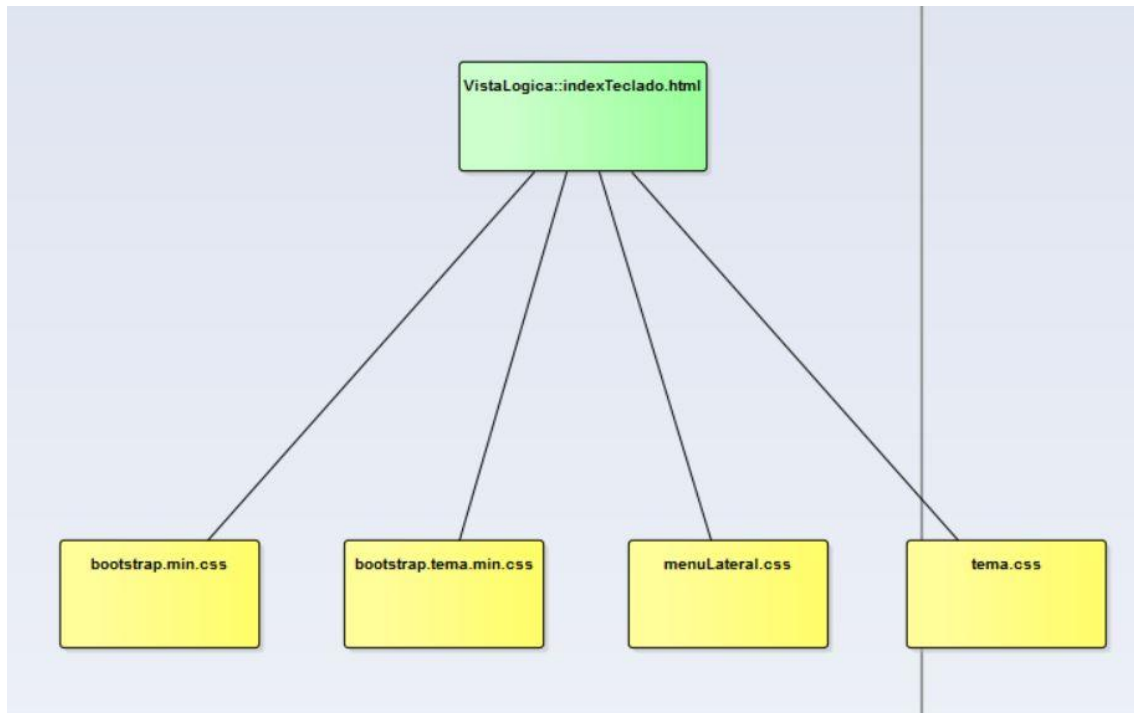 VistaLogica::indexTeclado.html
bootstrap.min.css
bootstrap.tema.min.css
menuLateral.css
tema.css